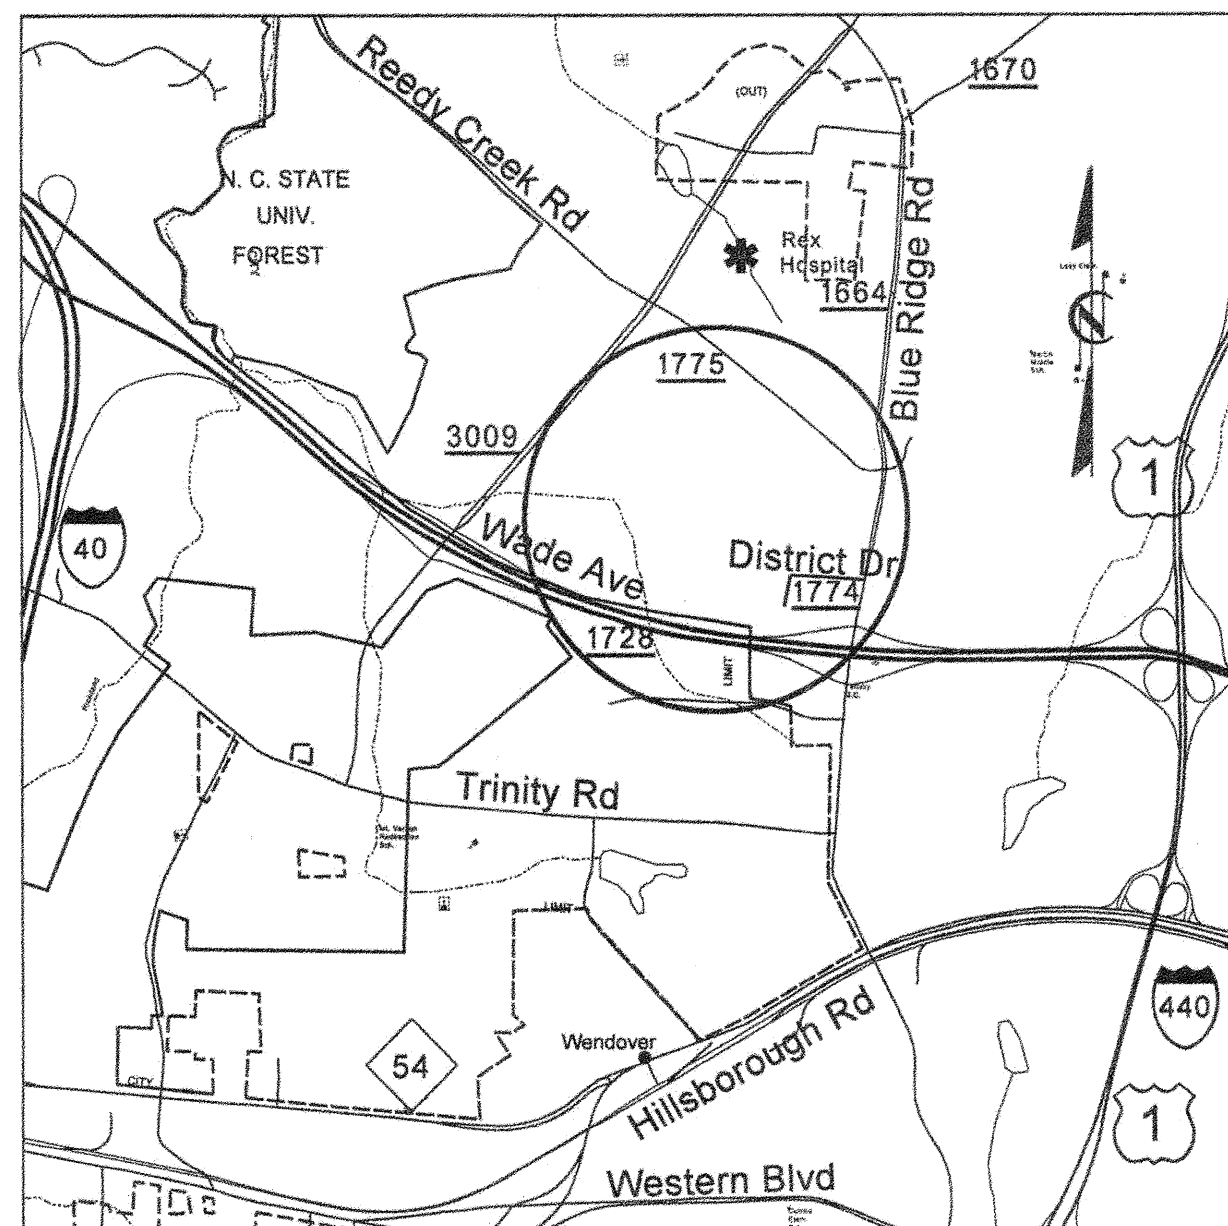 Reedy Creek Rd
1670
(OUT)
N. C. STATE
UNIV.
FOREST
Rex
Hospital
1664
Blue Ridge Rd
1775
3009
1
40
Wade Ave
District Dr
1774
1728
LIMIT
Trinity Rd
LIMIT
Wendover
Hillsborough Rd
440
54
CITY
1
Western Blvd